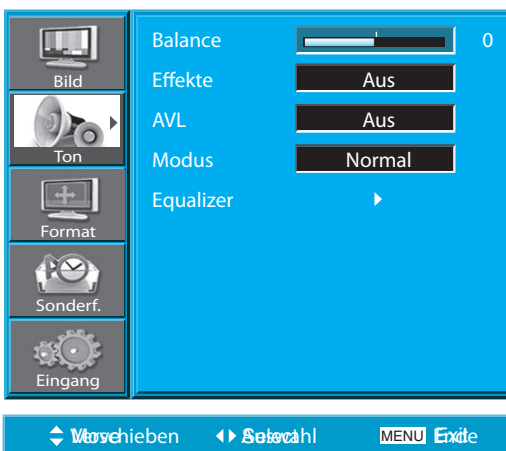 Bild
Ton
Format
Sonderf.
Eingang
Balance 0
Effekte Aus
AVL Aus
Modus Normal
Equalizer
MENU